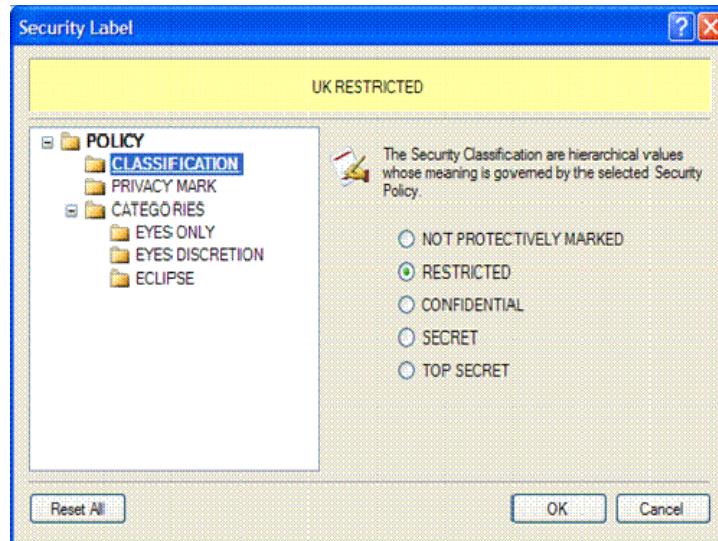 Security Label
UK RESTRICTED
POLICY
CLASSIFICATION
PRIVACY MARK
CATEGORIES
EYES ONLY
EYES DISCRETION
ECLIPSE
The Security Classification are hierarchical values
whose meaning is governed by the selected Security
Policy.
NOT PROTECTIVELY MARKED
RESTRICTED
CONFIDENTIAL
SECRET
TOP SECRET
Reset All
OK
Cancel